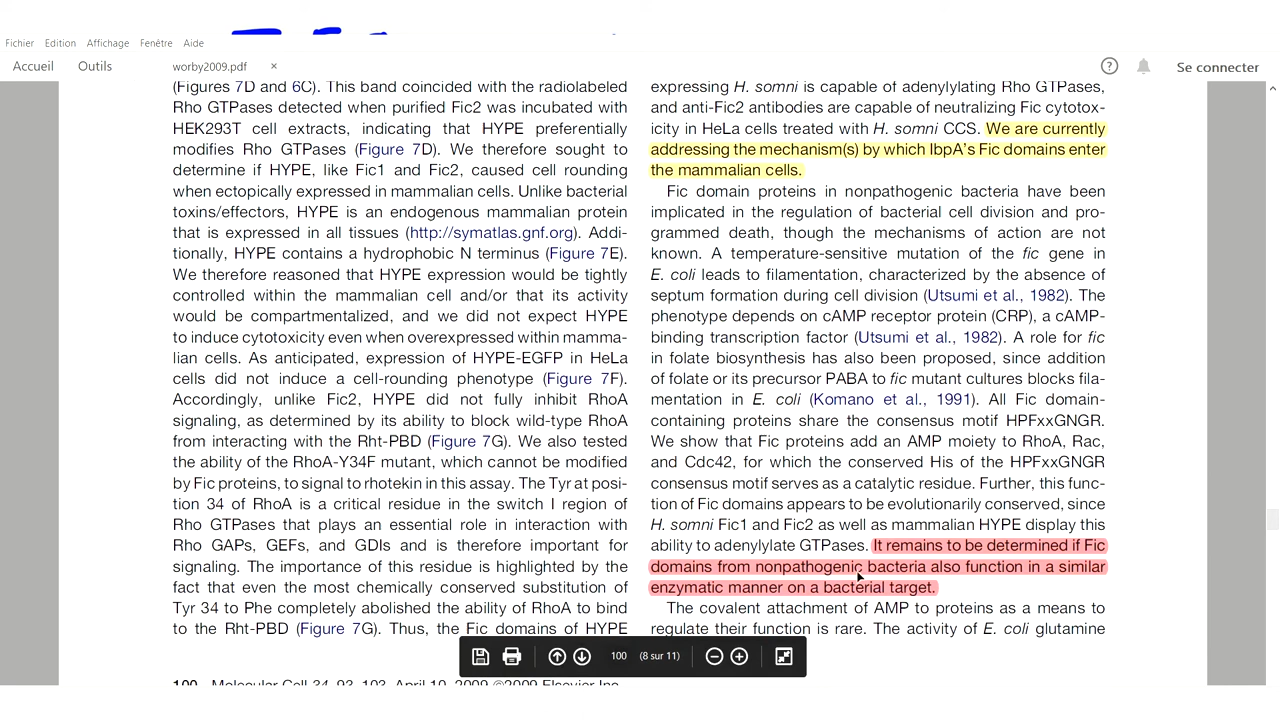 Fichier Edition Affichage Fenêtre Aide
Accueil Outils worby2009.pdf × ? Se connecter
(Figures 7D and 6C). This band coincided with the radiolabeled
Rho GTPases detected when purified Fic2 was incubated with
HEK293T cell extracts, indicating that HYPE preferentially
modifies Rho GTPases (Figure 7D). We therefore sought to
determine if HYPE, like Fic1 and Fic2, caused cell rounding
when ectopically expressed in mammalian cells. Unlike bacterial
toxins/effectors, HYPE is an endogenous mammalian protein
that is expressed in all tissues (http://symatlas.gnf.org). Addi-
tionally, HYPE contains a hydrophobic N terminus (Figure 7E).
We therefore reasoned that HYPE expression would be tightly
controlled within the mammalian cell and/or that its activity
would be compartmentalized, and we did not expect HYPE
to induce cytotoxicity even when overexpressed within mamma-
lian cells. As anticipated, expression of HYPE-EGFP in HeLa
cells did not induce a cell-rounding phenotype (Figure 7F).
Accordingly, unlike Fic2, HYPE did not fully inhibit RhoA
signaling, as determined by its ability to block wild-type RhoA
from interacting with the Rht-PBD (Figure 7G). We also tested
the ability of the RhoA-Y34F mutant, which cannot be modified
by Fic proteins, to signal to rhotekin in this assay. The Tyr at posi-
tion 34 of RhoA is a critical residue in the switch I region of
Rho GTPases that plays an essential role in interaction with
Rho GAPs, GEFs, and GDIs and is therefore important for
signaling. The importance of this residue is highlighted by the
fact that even the most chemically conserved substitution of
Tyr 34 to Phe completely abolished the ability of RhoA to bind
to the Rht-PBD (Figure 7G). Thus, the Fic domains of HYPE
expressing H. somni is capable of adenylylating Rho GTPases,
and anti-Fic2 antibodies are capable of neutralizing Fic cytotox-
icity in HeLa cells treated with H. somni CCS. We are currently
addressing the mechanism(s) by which IbpA's Fic domains enter
the mammalian cells.
Fic domain proteins in nonpathogenic bacteria have been
implicated in the regulation of bacterial cell division and pro-
grammed death, though the mechanisms of action are not
known. A temperature-sensitive mutation of the fic gene in
E. coli leads to filamentation, characterized by the absence of
septum formation during cell division (Utsumi et al., 1982). The
phenotype depends on cAMP receptor protein (CRP), a cAMP-
binding transcription factor (Utsumi et al., 1982). A role for fic
in folate biosynthesis has also been proposed, since addition
of folate or its precursor PABA to fic mutant cultures blocks fila-
mentation in E. coli (Komano et al., 1991). All Fic domain-
containing proteins share the consensus motif HPFxxGNGR.
We show that Fic proteins add an AMP moiety to RhoA, Rac,
and Cdc42, for which the conserved His of the HPFxxGNGR
consensus motif serves as a catalytic residue. Further, this func-
tion of Fic domains appears to be evolutionarily conserved, since
H. somni Fic1 and Fic2 as well as mammalian HYPE display this
ability to adenylylate GTPases. It remains to be determined if Fic
domains from nonpathogenic bacteria also function in a similar
enzymatic manner on a bacterial target.
The covalent attachment of AMP to proteins as a means to
regulate their function is rare. The activity of E. coli glutamine
100 (8 sur 11)
100 Molecular Cell 34, 93–103, April 10, 2009 ©2009 Elsevier Inc.